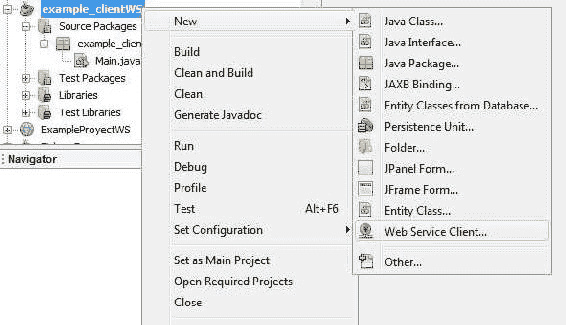 example_clientWS
Source Packages
example_clien
Main.java
Test Packages
Libraries
Test Libraries
ExampleProyectWS
Navigator
New
Build
Clean and Build
Clean
Generate Javadoc
Run
Debug
Profile
Test Alt+F6
Set Configuration
Set as Main Project
Open Required Projects
Close
Java Class...
Java Interface...
Java Package...
JAXB Binding...
Entity Classes from Database...
Persistence Unit...
Folder...
JPanel Form...
JFrame Form...
Entity Class...
Web Service Client...
Other...